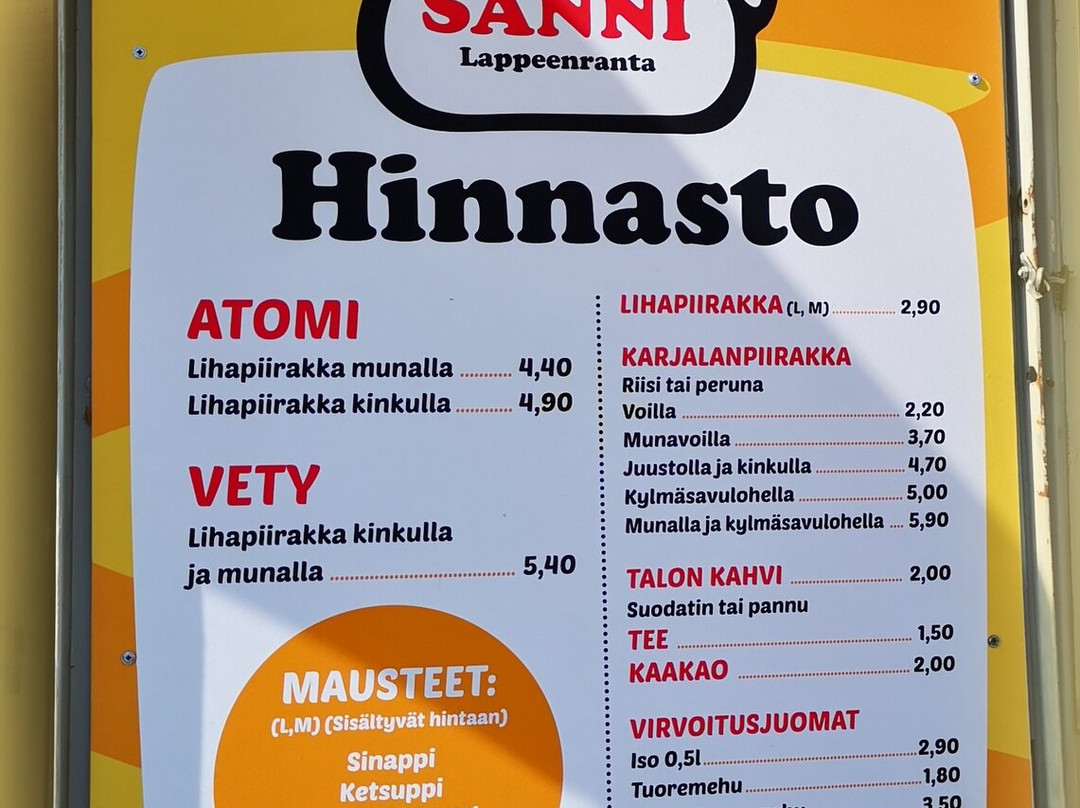 SANNI
Lappeenranta
Hinnasto
ATOMI
Lihapiirakka munalla ........ 4,40
Lihapiirakka kinkulla ........ 4,90
VETY
Lihapiirakka kinkulla
ja munalla ........ 5,40
MAUSTEET:
(L,M) (Sisältyvät hintaan)
Sinappi
Ketsuppi
LIHAPIIRAKKA (L, M) ........ 2,90
KARJALANPIIRAKKA
Riisi tai peruna
Voilla ........ 2,20
Munavoilla ........ 3,70
Juustolla ja kinkulla ........ 4,70
Kylmäsavulohella ........ 5,00
Munalla ja kylmäsavulohella .... 5,90
TALON KAHVI ........ 2,00
Suodatin tai pannu
TEE ........ 1,50
KAAKAO ........ 2,00
VIRVOITUSJUOMAT
Iso 0,5l ........ 2,90
Tuoremehu ........ 1,80
3,50